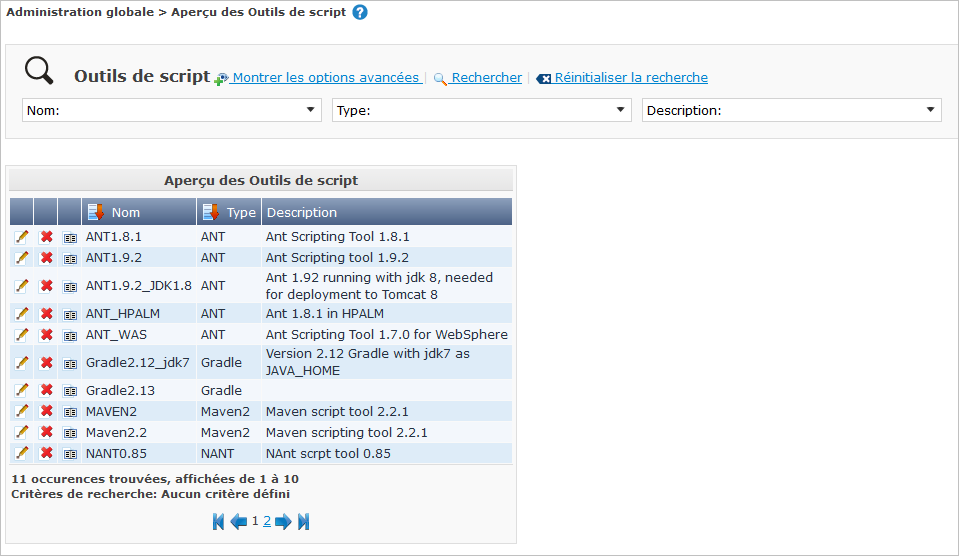 Administration globale > Aperçu des Outils de script ?
Outils de script Montrer les options avancées | Rechercher | Réinitialiser la recherche
Nom: Type: Description:
Aperçu des Outils de script
Nom Type Description
ANT1.8.1 ANT Ant Scripting Tool 1.8.1
ANT1.9.2 ANT Ant Scripting tool 1.9.2
ANT1.9.2_JDK1.8 ANT Ant 1.92 running with jdk 8, needed
for deployment to Tomcat 8
ANT_HPALM ANT Ant 1.8.1 in HPALM
ANT_WAS ANT Ant Scripting Tool 1.7.0 for WebSphere
Gradle2.12_jdk7 Gradle Version 2.12 Gradle with jdk7 as
JAVA_HOME
Gradle2.13 Gradle
MAVEN2 Maven2 Maven script tool 2.2.1
Maven2.2 Maven2 Maven scripting tool 2.2.1
NANT0.85 NANT NAnt scrpt tool 0.85
11 occurences trouvées, affichées de 1 à 10
Critères de recherche: Aucun critère défini
1 2